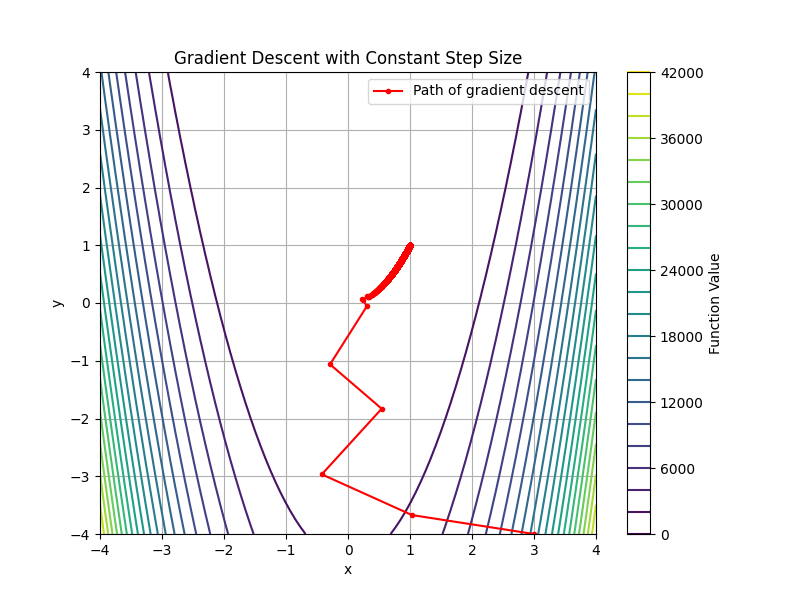 Gradient Descent with Constant Step Size
Path of gradient descent
4
3
2
1
0
−1
−2
−3
−4
y
−4 −3 −2 −1 0 1 2 3 4
x
42000
36000
30000
24000
18000
12000
6000
0
Function Value